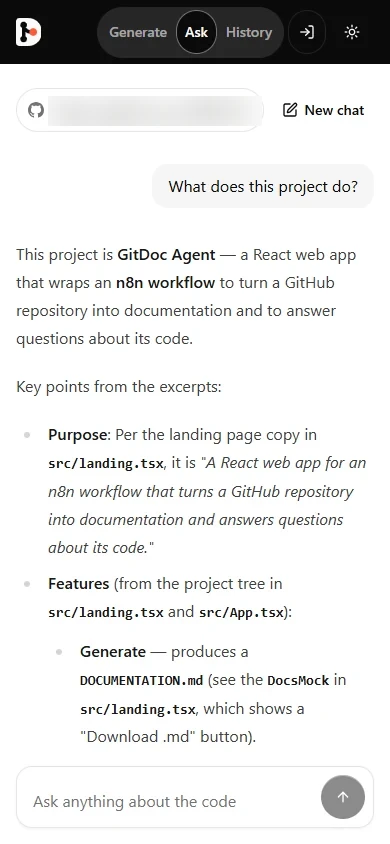 Generate Ask History
New chat
What does this project do?
This project is GitDoc Agent — a React web app
that wraps an n8n workflow to turn a GitHub
repository into documentation and to answer
questions about its code.
Key points from the excerpts:
Purpose: Per the landing page copy in
src/landing.tsx, it is "A React web app for an
n8n workflow that turns a GitHub repository
into documentation and answers questions
about its code."
Features (from the project tree in
src/landing.tsx and src/App.tsx):
Generate — produces a
DOCUMENTATION.md (see the DocsMock in
src/landing.tsx, which shows a
"Download .md" button).
Ask anything about the code